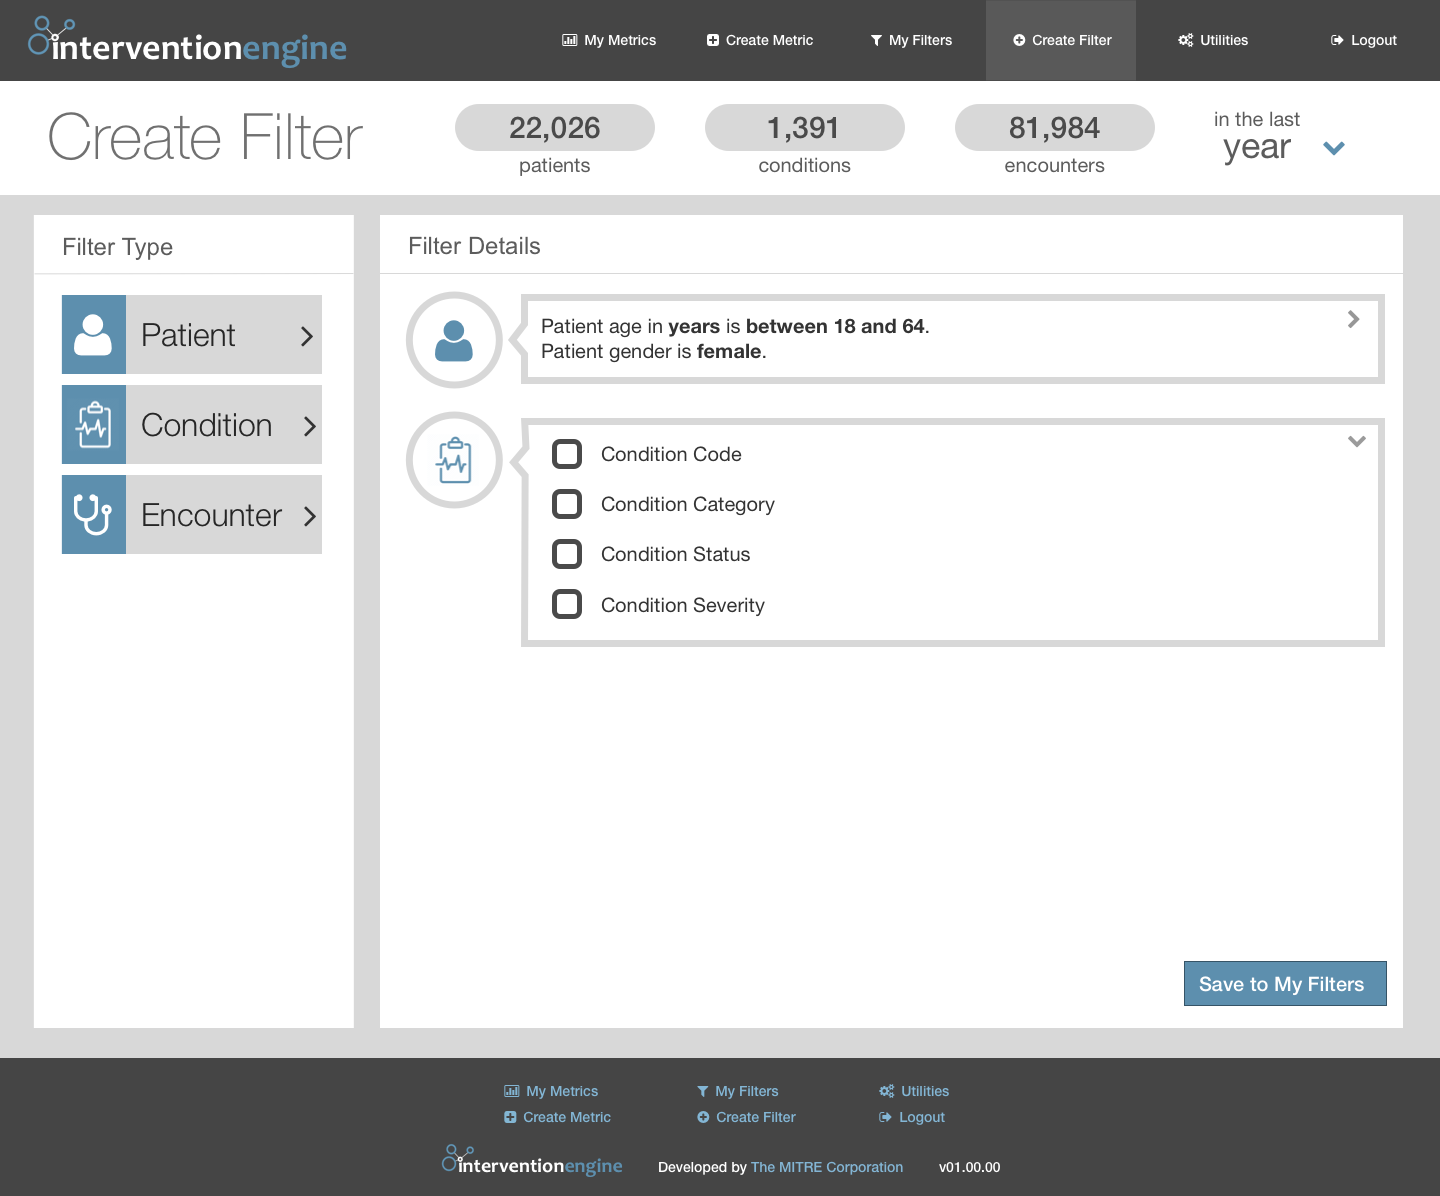 interventionengine
My Metrics
Create Metric
My Filters
Create Filter
Utilities
Logout
Create Filter
22,026
patients
1,391
conditions
81,984
encounters
in the last
year
Filter Type
Patient
Condition
Encounter
Filter Details
Patient age in years is between 18 and 64.
Patient gender is female.
Condition Code
Condition Category
Condition Status
Condition Severity
Save to My Filters
My Metrics
My Filters
Utilities
Create Metric
Create Filter
Logout
interventionengine
Developed by The MITRE Corporation
v01.00.00